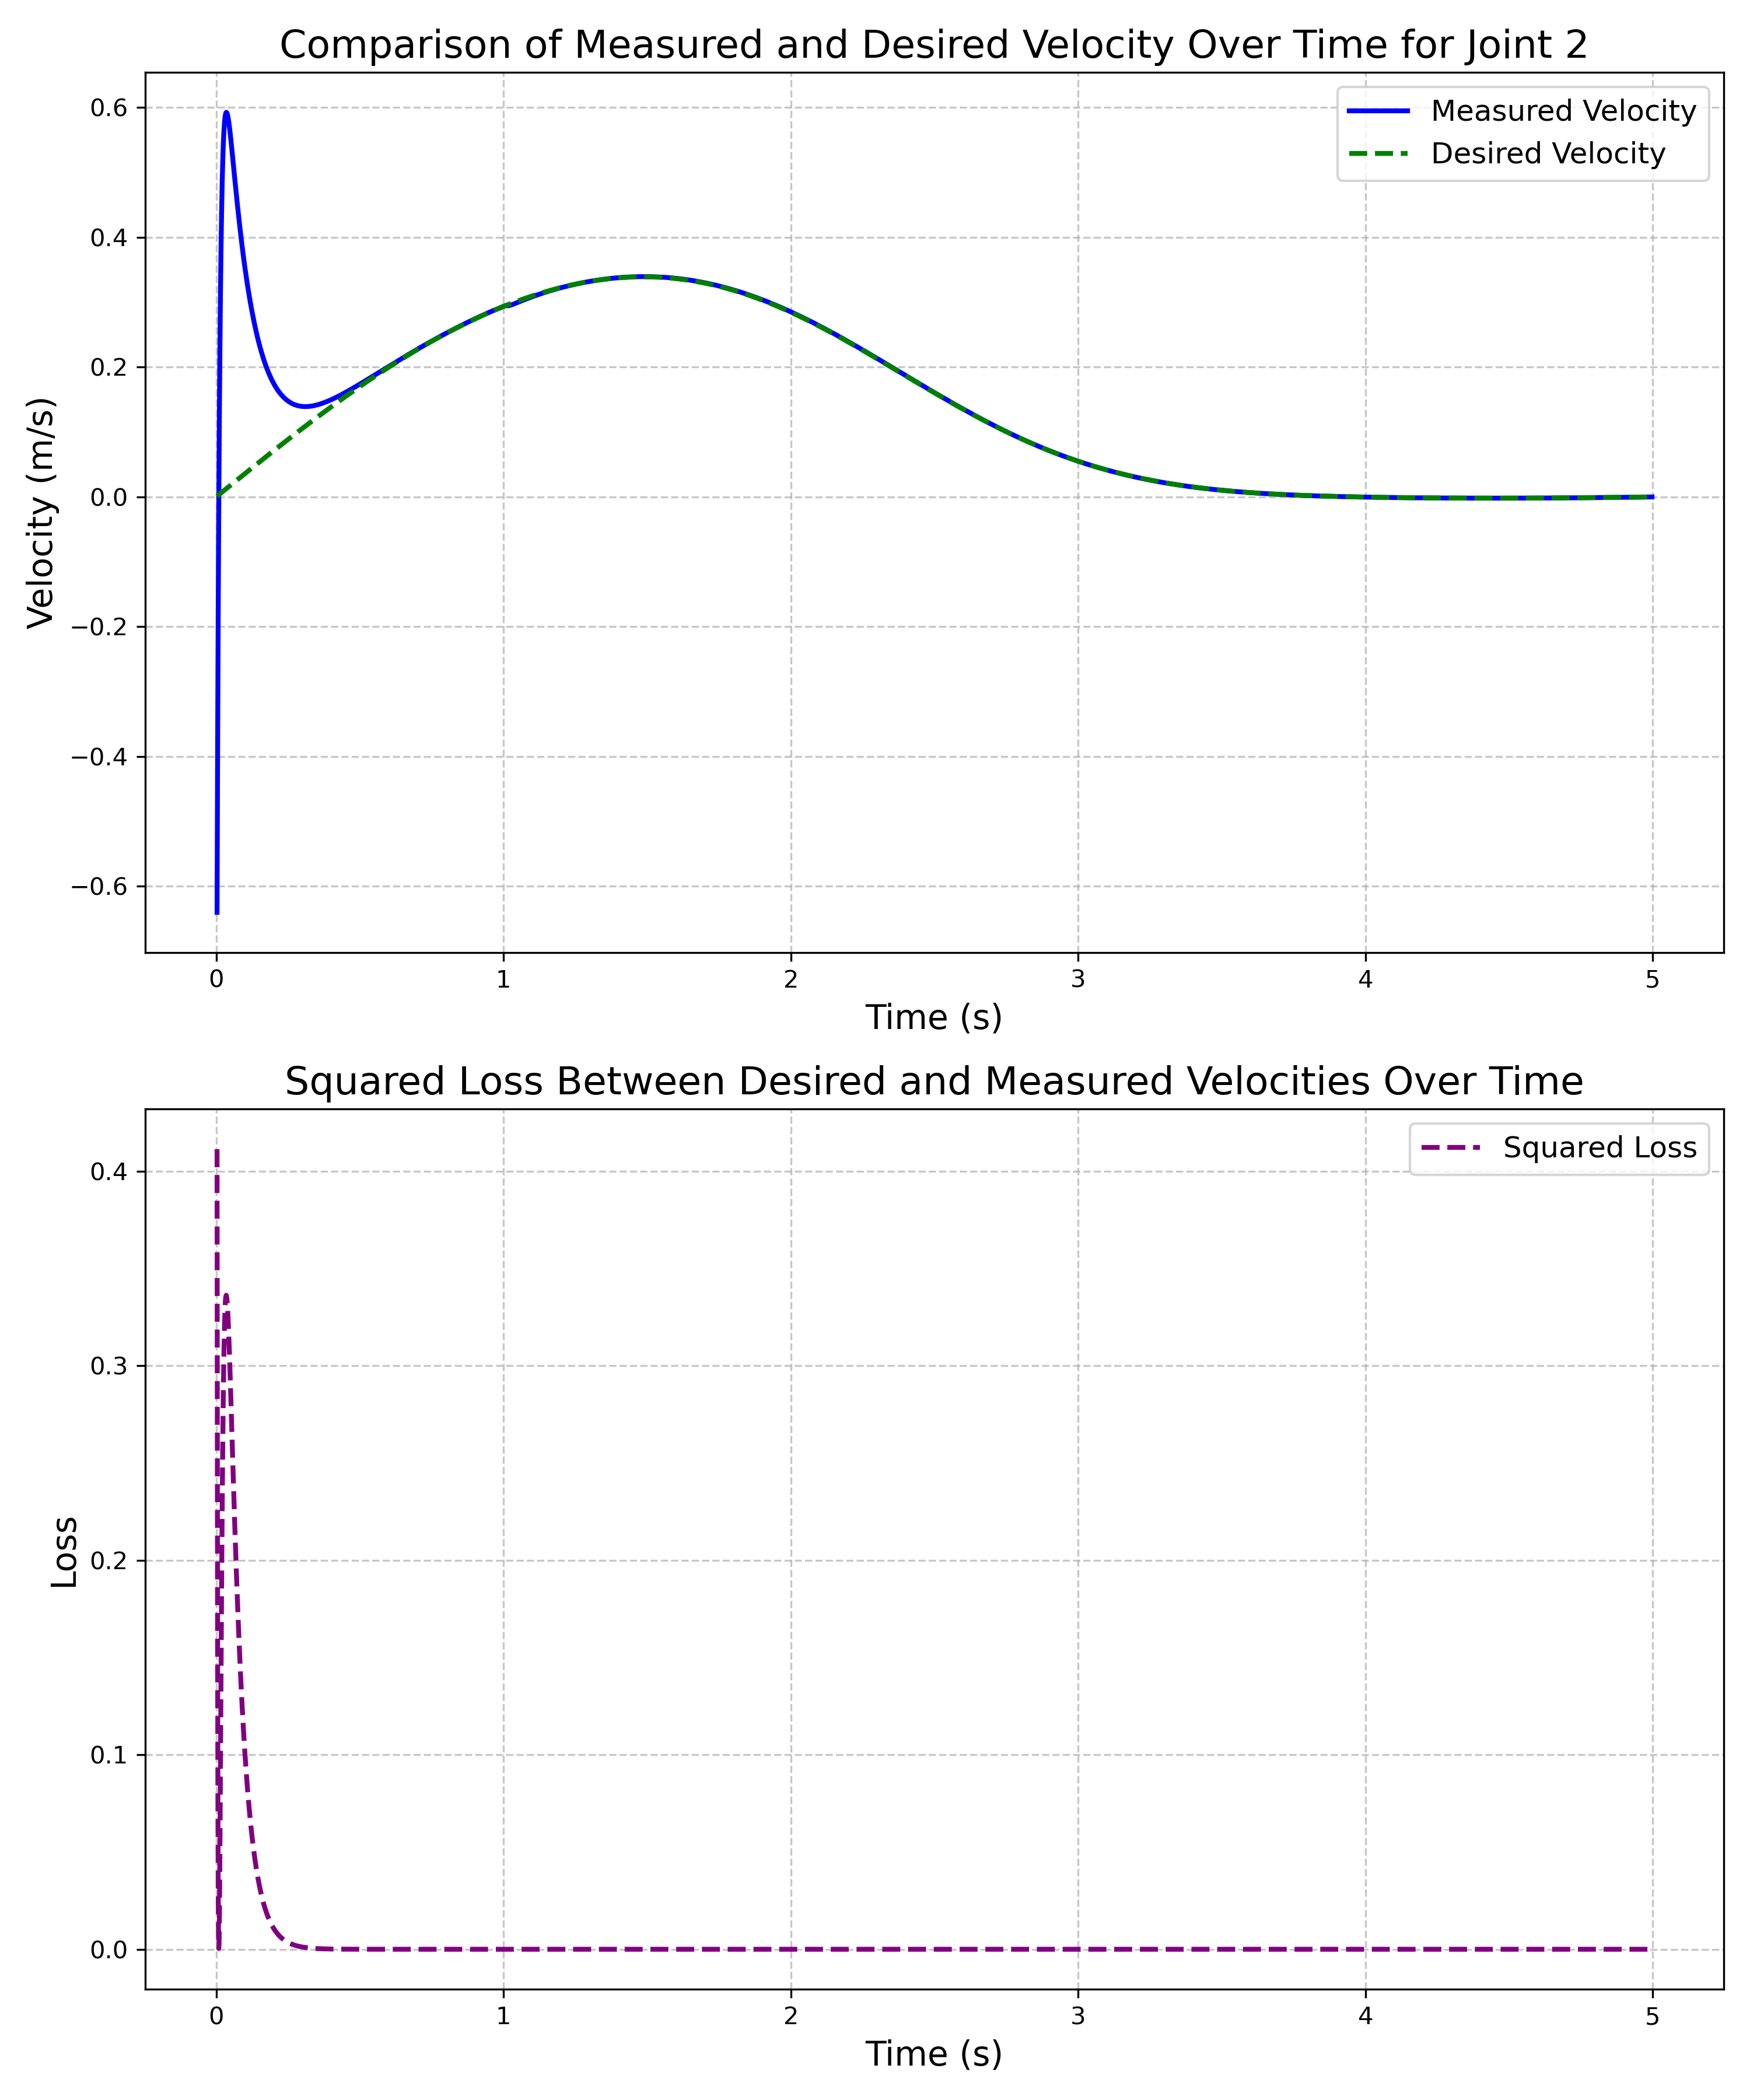 Comparison of Measured and Desired Velocity Over Time for Joint 2
Measured Velocity
Desired Velocity
0.6
0.4
0.2
0.0
−0.2
−0.4
−0.6
Velocity (m/s)
0 1 2 3 4 5
Time (s)
Squared Loss Between Desired and Measured Velocities Over Time
Squared Loss
0.4
0.3
0.2
0.1
0.0
Loss
0 1 2 3 4 5
Time (s)